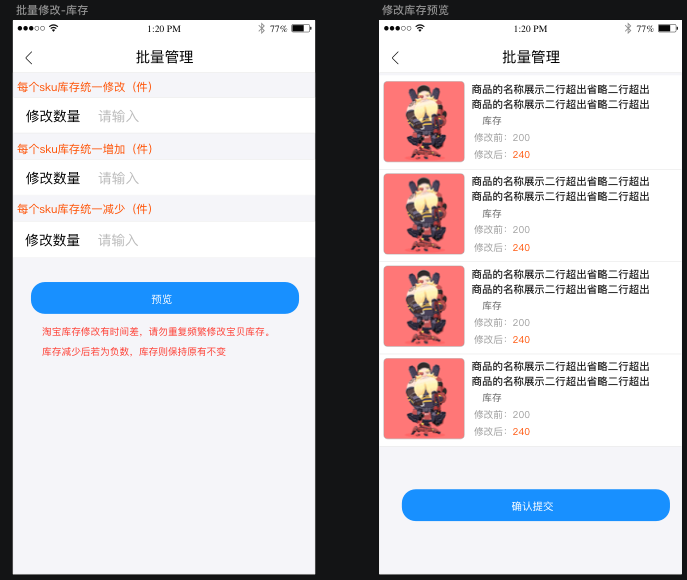 批量修改-库存
1:20 PM
77%
批量管理
每个sku库存统一修改（件）
修改数量 请输入
每个sku库存统一增加（件）
修改数量 请输入
每个sku库存统一减少（件）
修改数量 请输入
预览
淘宝库存修改有时间差，请勿重复频繁修改宝贝库存。
库存减少后若为负数，库存则保持原有不变
修改库存预览
1:20 PM
77%
批量管理
商品的名称展示二行超出省略二行超出
商品的名称展示二行超出省略二行超出
库存
修改前：200
修改后：240
商品的名称展示二行超出省略二行超出
商品的名称展示二行超出省略二行超出
库存
修改前：200
修改后：240
商品的名称展示二行超出省略二行超出
商品的名称展示二行超出省略二行超出
库存
修改前：200
修改后：240
商品的名称展示二行超出省略二行超出
商品的名称展示二行超出省略二行超出
库存
修改前：200
修改后：240
确认提交